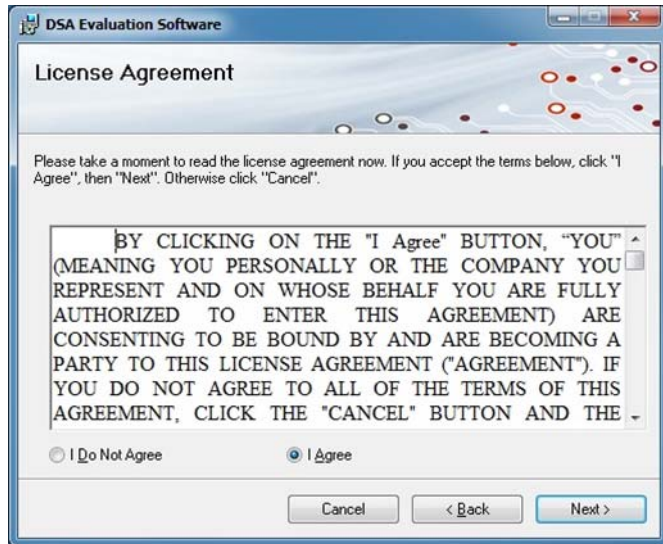 DSA Evaluation Software
License Agreement
Please take a moment to read the license agreement now. If you accept the terms below, click "I
Agree", then "Next". Otherwise click "Cancel".
BY CLICKING ON THE "I Agree" BUTTON, “YOU”
(MEANING YOU PERSONALLY OR THE COMPANY YOU
REPRESENT AND ON WHOSE BEHALF YOU ARE FULLY
AUTHORIZED TO ENTER THIS AGREEMENT) ARE
CONSENTING TO BE BOUND BY AND ARE BECOMING A
PARTY TO THIS LICENSE AGREEMENT ("AGREEMENT"). IF
YOU DO NOT AGREE TO ALL OF THE TERMS OF THIS
AGREEMENT, CLICK THE "CANCEL" BUTTON AND THE
I Do Not Agree I Agree
Cancel < Back Next >